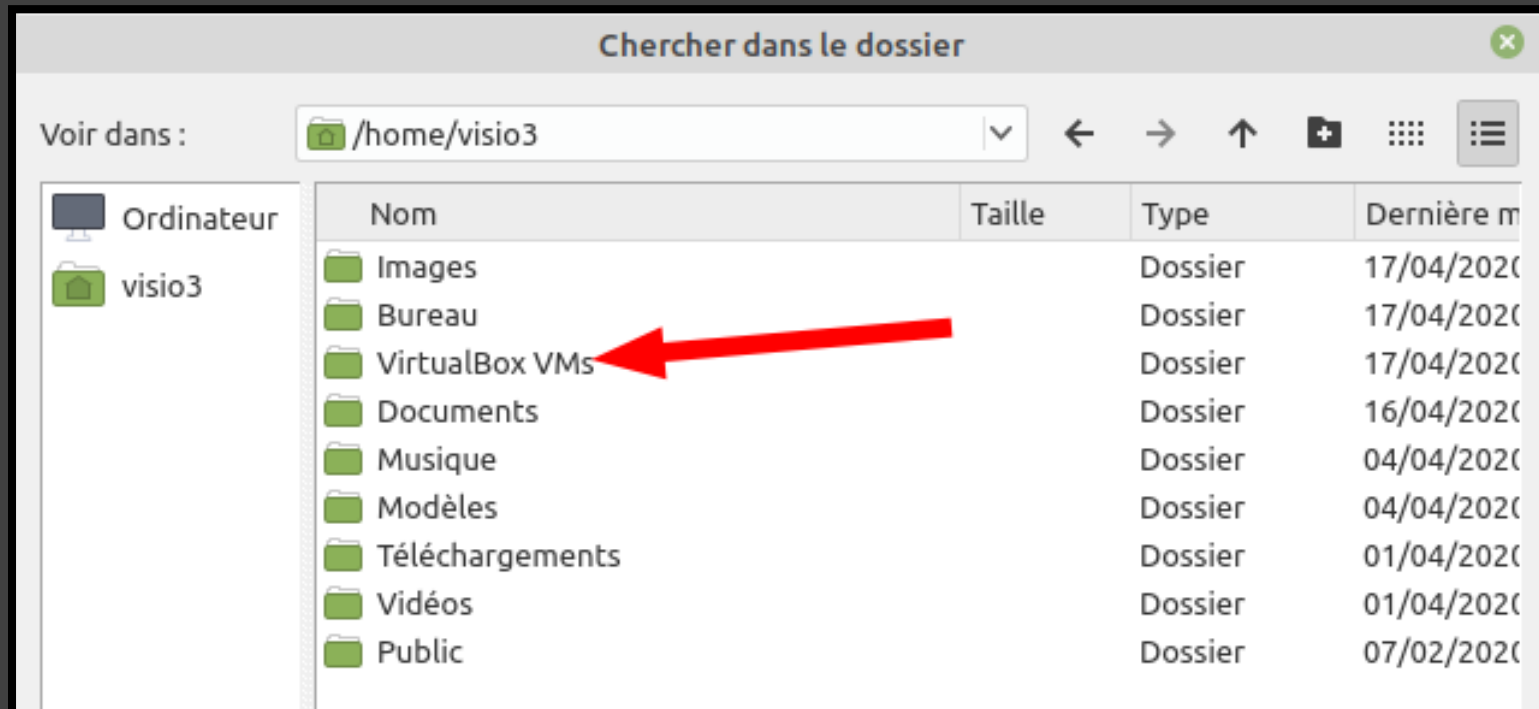 Chercher dans le dossier
Voir dans : /home/visio3
Ordinateur
visio3
Nom Taille Type Dernière m
Images Dossier 17/04/2020
Bureau Dossier 17/04/2020
VirtualBox VMs Dossier 17/04/2020
Documents Dossier 16/04/2020
Musique Dossier 04/04/2020
Modèles Dossier 04/04/2020
Téléchargements Dossier 01/04/2020
Vidéos Dossier 01/04/2020
Public Dossier 07/02/2020